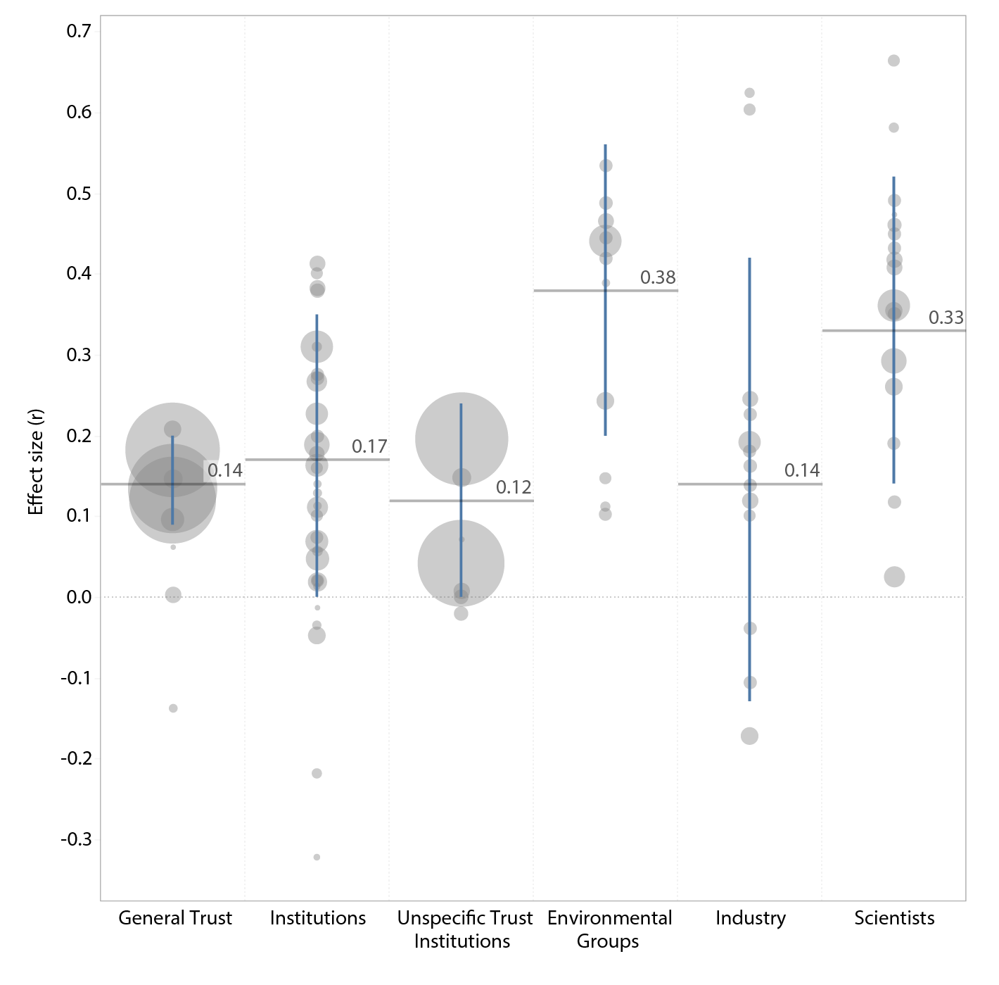 0.7
0.6
0.5
0.4
0.3
0.2
0.1
0.0
-0.1
-0.2
-0.3
Effect size (r)
0.14
0.17
0.12
0.38
0.14
0.33
General Trust
Institutions
Unspecific Trust
Institutions
Environmental
Groups
Industry
Scientists